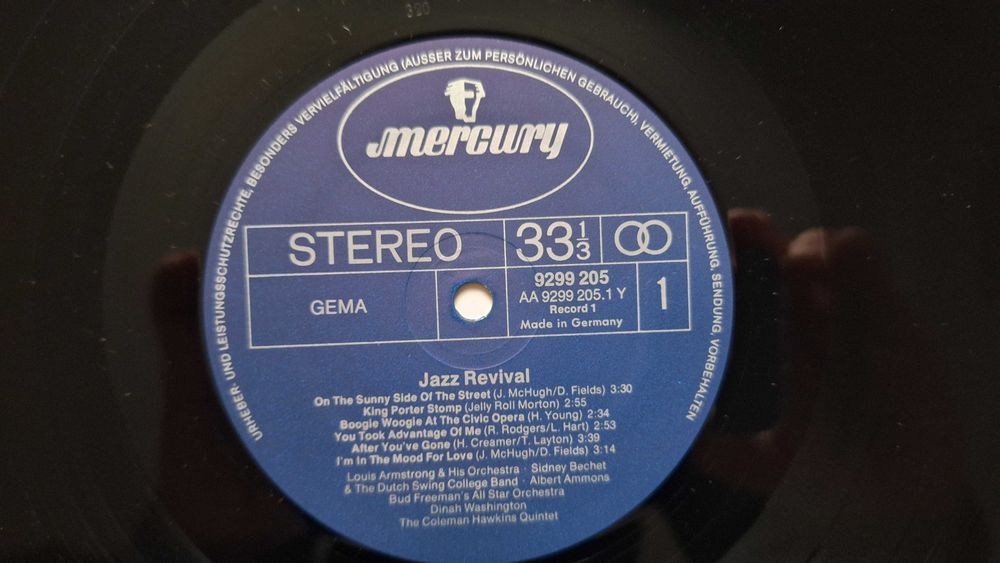 320
URHEBER- UND LEISTUNGSSCHUTZRECHTE, BESONDERS VERVIELFÄLTIGUNG (AUSSER ZUM PERSÖNLICHEN GEBRAUCH), VERMIETUNG, AUFFÜHRUNG, SENDUNG, VORBEHALTEN
mercury
STEREO
33 1/3
GEMA
9299 205
AA 9299 205.1 Y
Record 1
Made in Germany
1
Jazz Revival
On The Sunny Side Of The Street (J. McHugh/D. Fields) 3:30
King Porter Stomp (Jelly Roll Morton) 2:55
Boogie Woogie At The Civic Opera (H. Young) 2:34
You Took Advantage Of Me (R. Rodgers/L. Hart) 2:53
After You've Gone (H. Creamer/T. Layton) 3:39
I'm In The Mood For Love (J. McHugh/D. Fields) 3:14
Louis Armstrong & His Orchestra · Sidney Bechet
& The Dutch Swing College Band · Albert Ammons
Bud Freeman's All Star Orchestra
Dinah Washington
The Coleman Hawkins Quintet